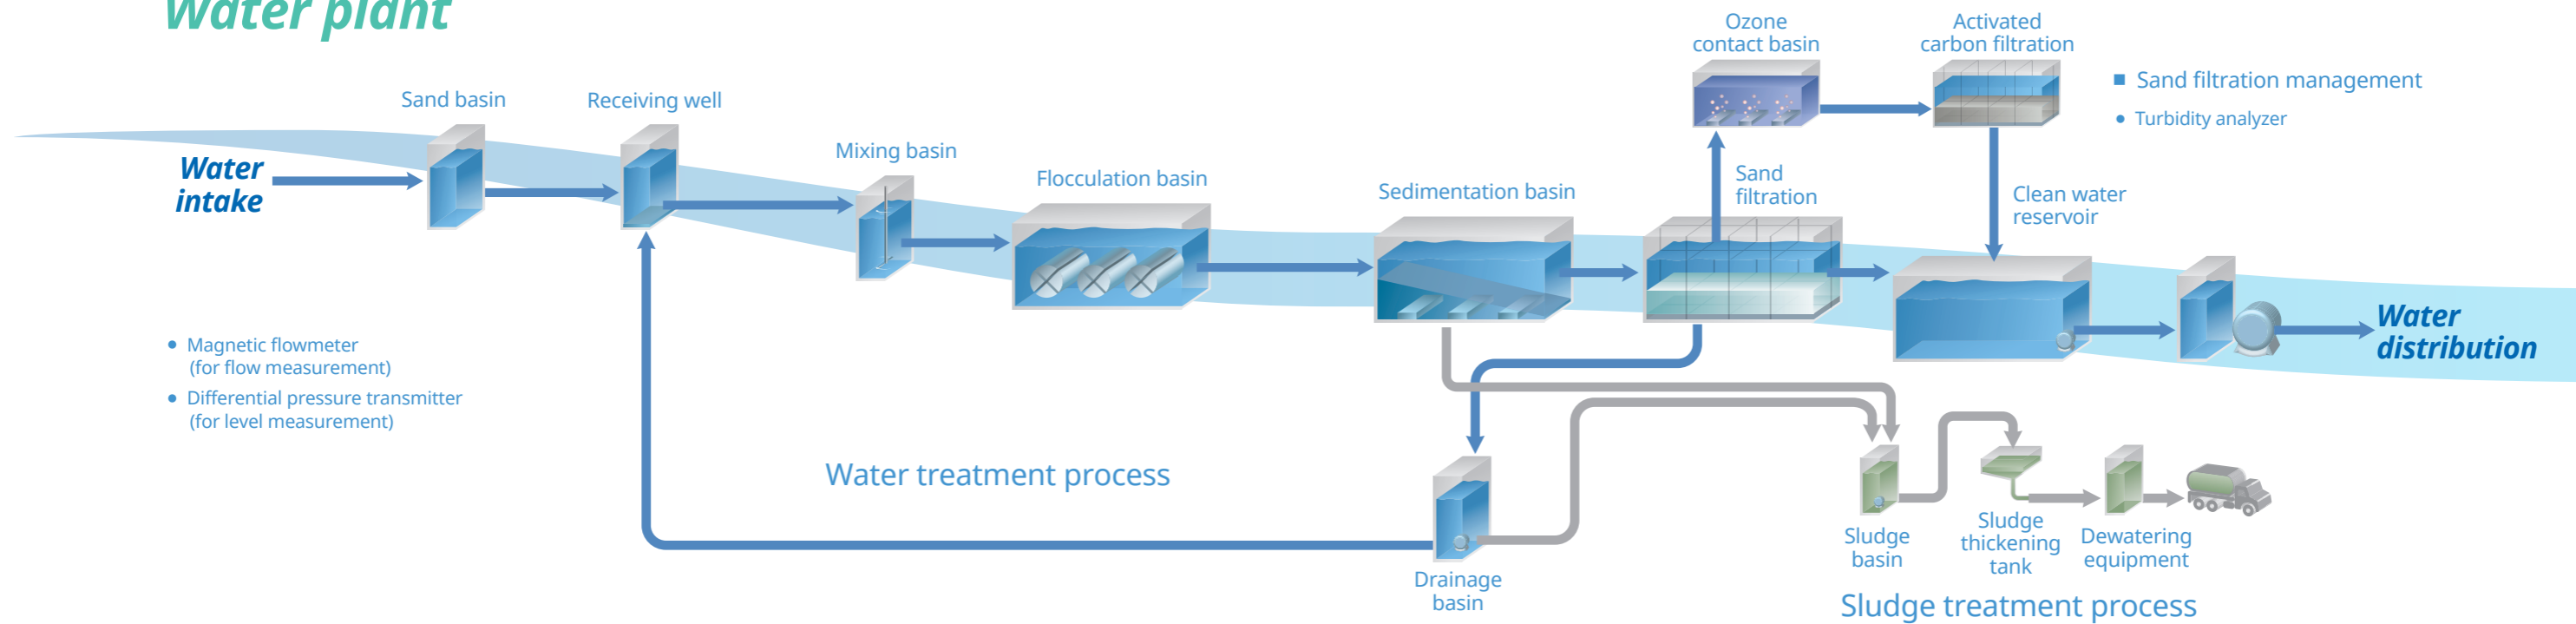 Water plant
Ozone
contact basin
Activated
carbon filtration
Sand filtration management
Turbidity analyzer
Sand basin
Receiving well
Mixing basin
Flocculation basin
Sedimentation basin
Sand
filtration
Clean water
reservoir
Water
intake
Water
distribution
Magnetic flowmeter
(for flow measurement)
Differential pressure transmitter
(for level measurement)
Water treatment process
Drainage
basin
Sludge
basin
Sludge
thickening
tank
Dewatering
equipment
Sludge treatment process